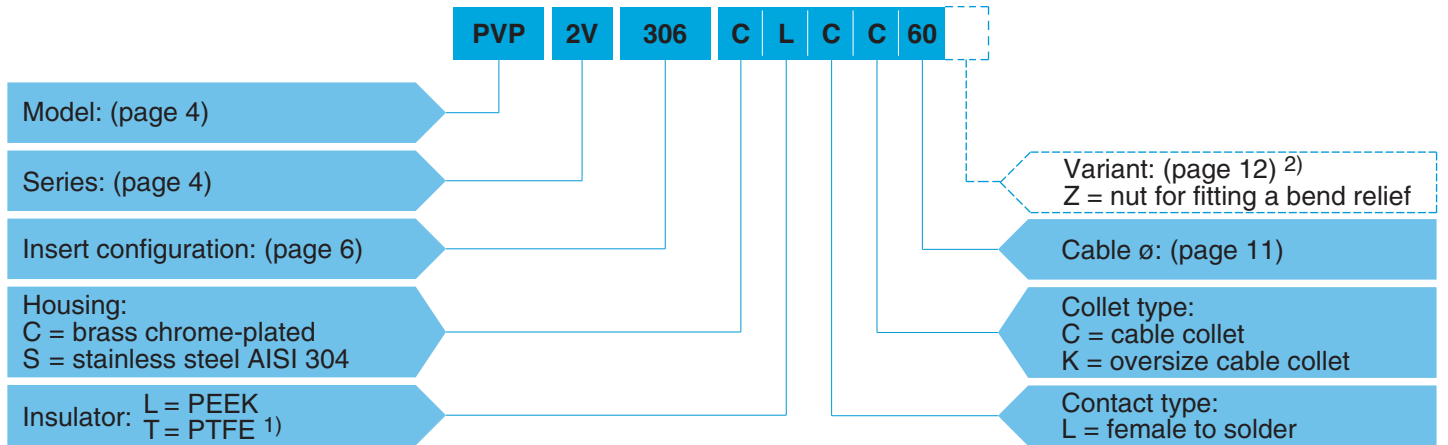 PVP 2V 306 C L C C 60
Model: (page 4)
Series: (page 4)
Insert configuration: (page 6)
Housing:
C = brass chrome-plated
S = stainless steel AISI 304
Insulator: L = PEEK
T = PTFE 1)
Variant: (page 12) 2)
Z = nut for fitting a bend relief
Cable ø: (page 11)
Collet type:
C = cable collet
K = oversize cable collet
Contact type:
L = female to solder